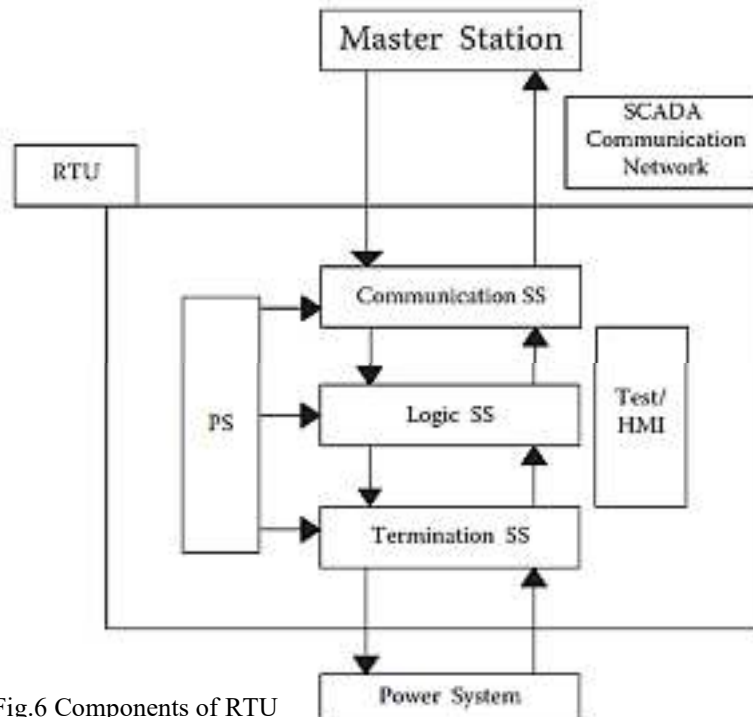 Master Station
SCADA
Communication
Network
RTU
Communication SS
PS
Logic SS
Test/
HMI
Termination SS
Power System
Fig.6 Components of RTU